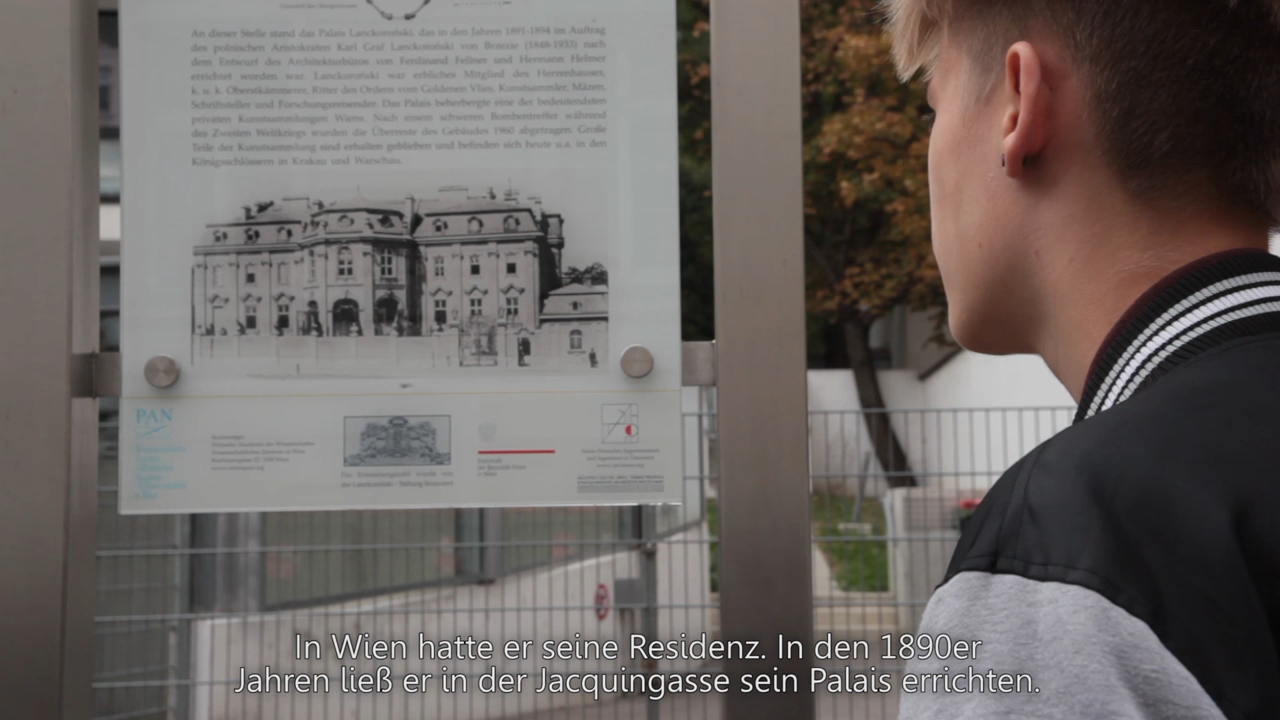 An dieser Stelle stand das Palais Lanckoroński, das in den Jahren 1891-1894 im Auftrag
des polnischen Aristokraten Karl Graf Lanckoroński von Brzezie (1848-1933) nach
dem Entwurf des Architekturbüros von Ferdinand Fellner und Hermann Helmer
errichtet worden war. Lanckoroński war erbliches Mitglied des Herrenhauses,
k. u. k. Oberstkämmerer, Ritter des Ordens vom Goldenen Vlies, Kunstsammler, Mäzen,
Schriftsteller und Forschungsreisender. Das Palais beherbergte eine der bedeutendsten
privaten Kunstsammlungen Wiens. Nach einem schweren Bombentreffer während
des Zweiten Weltkriegs wurden die Überreste des Gebäudes 1960 abgetragen. Große
Teile der Kunstsammlung sind erhalten geblieben und befinden sich heute u.a. in den
Königsschlössern in Krakau und Warschau.
PAN
In Wien hatte er seine Residenz. In den 1890er
Jahren ließ er in der Jacquingasse sein Palais errichten.